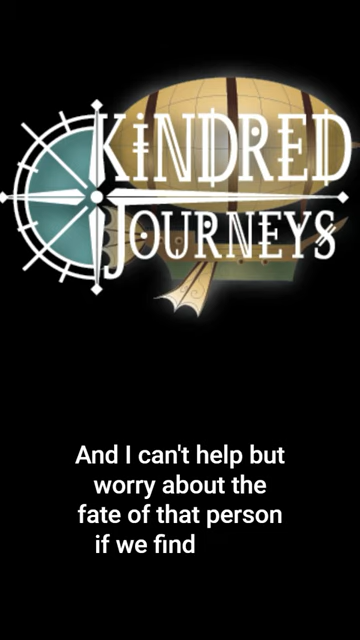 KiNDRED
JOURNEYS
And I can't help but
worry about the
fate of that person
if we find